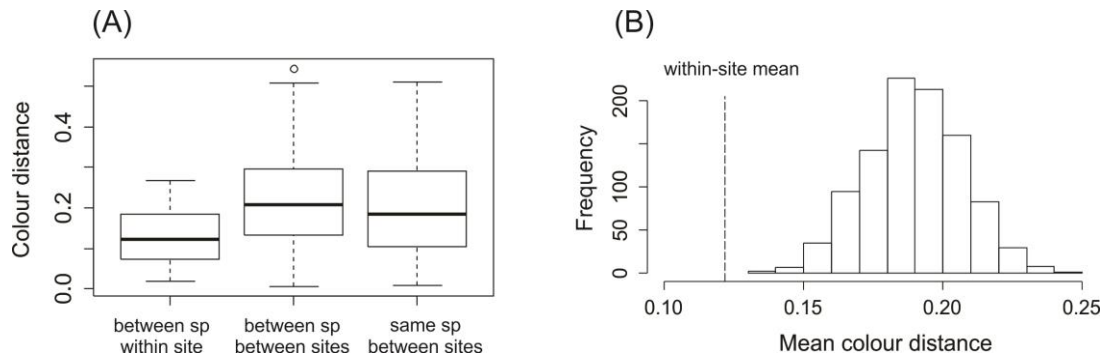 (A)
Colour distance
0.4
0.2
0.0
between sp
within site
between sp
between sites
same sp
between sites
(B)
within-site mean
Frequency
200
100
50
0
0.10 0.15 0.20 0.25
Mean colour distance